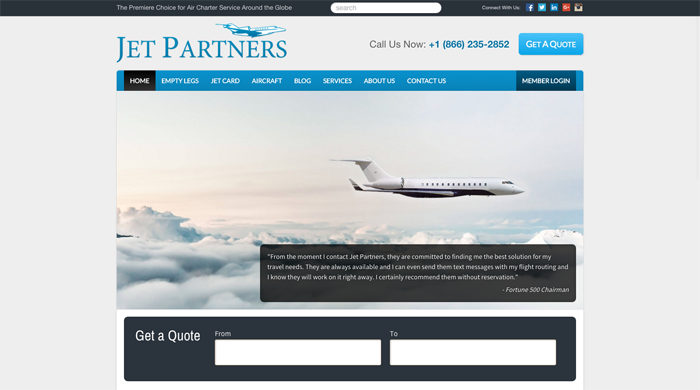 The Premiere Choice for Air Charter Service Around the Globe
search
Connect With Us:
JET PARTNERS
Call Us Now: +1 (866) 235-2852
GET A QUOTE
HOME
EMPTY LEGS
JET CARD
AIRCRAFT
BLOG
SERVICES
ABOUT US
CONTACT US
MEMBER LOGIN
"From the moment I contact Jet Partners, they are committed to finding me the best solution for my
travel needs. They are always available and I can even send them text messages with my flight routing and
I know they will work on it right away. I certainly recommend them without reservation."
- Fortune 500 Chairman
Get a Quote
From
To